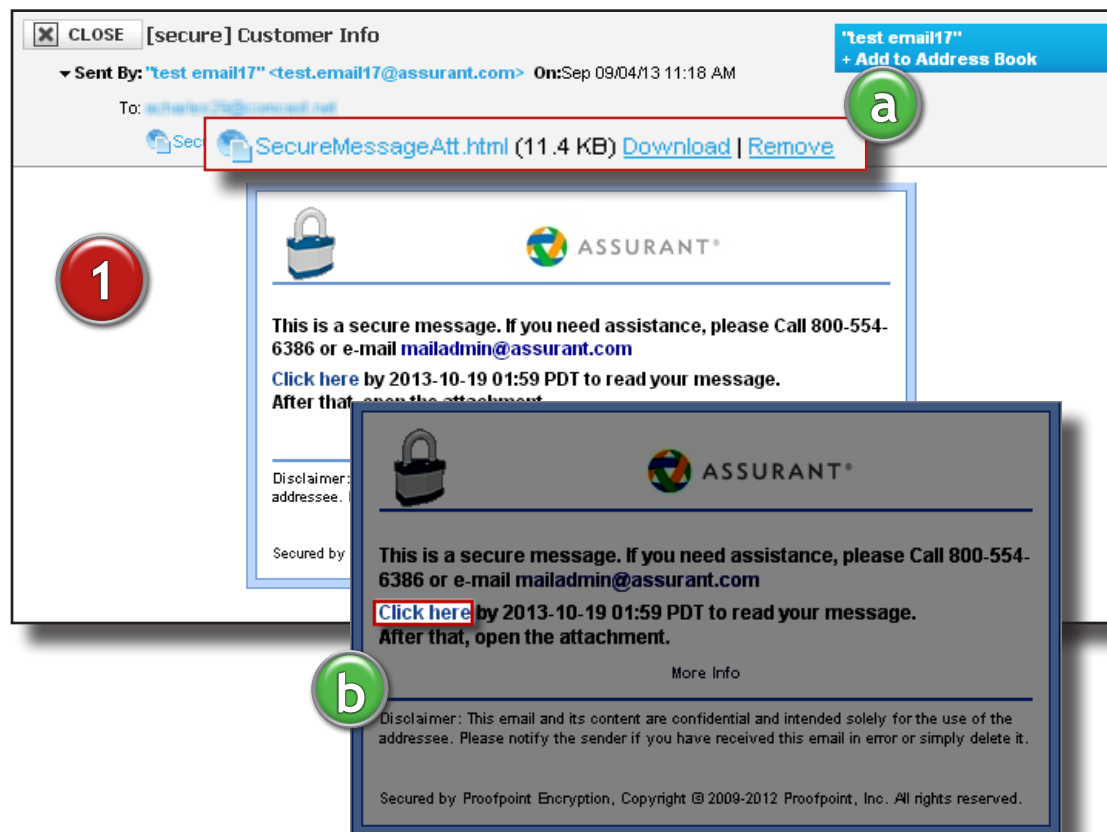 CLOSE [secure] Customer Info
"test email17"
+ Add to Address Book
Sent By: "test email17" <test.email17@assurant.com> On:Sep 09/04/13 11:18 AM
To:
a
Sec
SecureMessageAtt.html (11.4 KB) Download | Remove
1
ASSURANT®
This is a secure message. If you need assistance, please Call 800-554-
6386 or e-mail mailadmin@assurant.com
Click here by 2013-10-19 01:59 PDT to read your message.
After that, open the attachment.
Disclaimer:
addressee.
Secured by
ASSURANT®
This is a secure message. If you need assistance, please Call 800-554-
6386 or e-mail mailadmin@assurant.com
Click here by 2013-10-19 01:59 PDT to read your message.
After that, open the attachment.
More Info
b
Disclaimer: This email and its content are confidential and intended solely for the use of the
addressee. Please notify the sender if you have received this email in error or simply delete it.
Secured by Proofpoint Encryption, Copyright © 2009-2012 Proofpoint, Inc. All rights reserved.